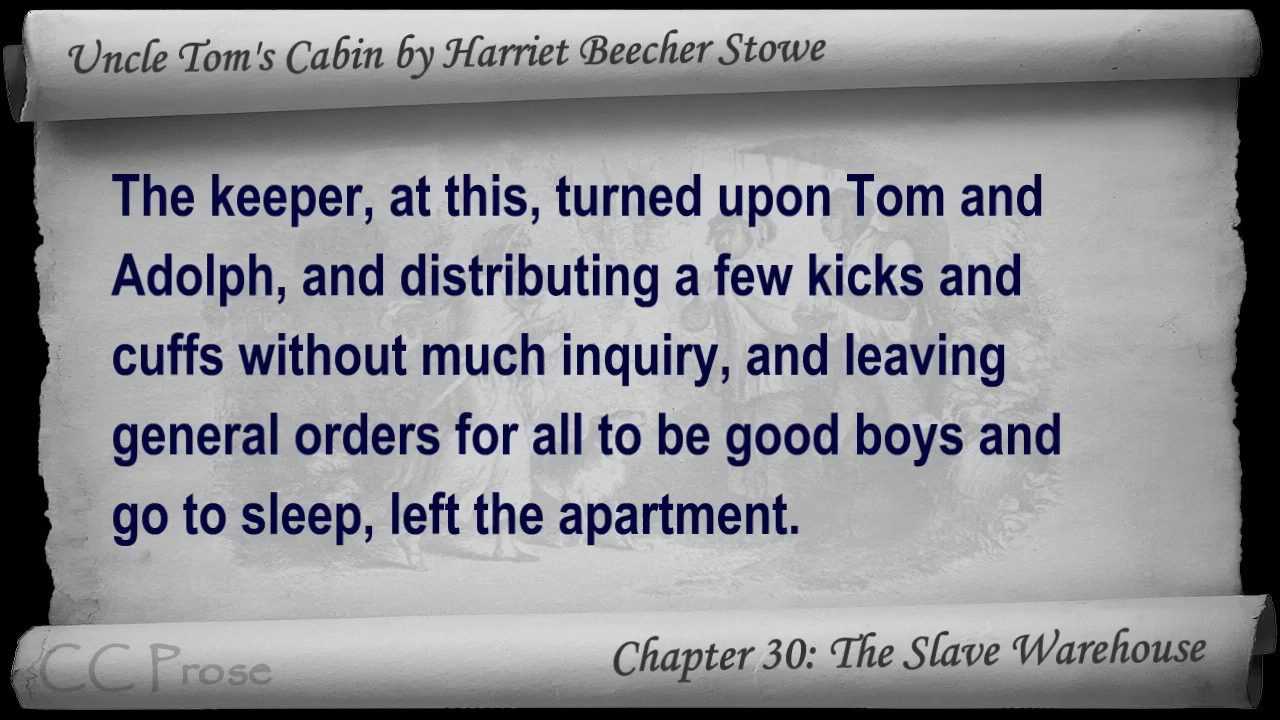 Uncle Tom's Cabin by Harriet Beecher Stowe
The keeper, at this, turned upon Tom and
Adolph, and distributing a few kicks and
cuffs without much inquiry, and leaving
general orders for all to be good boys and
go to sleep, left the apartment.
CC Prose
Chapter 30: The Slave Warehouse